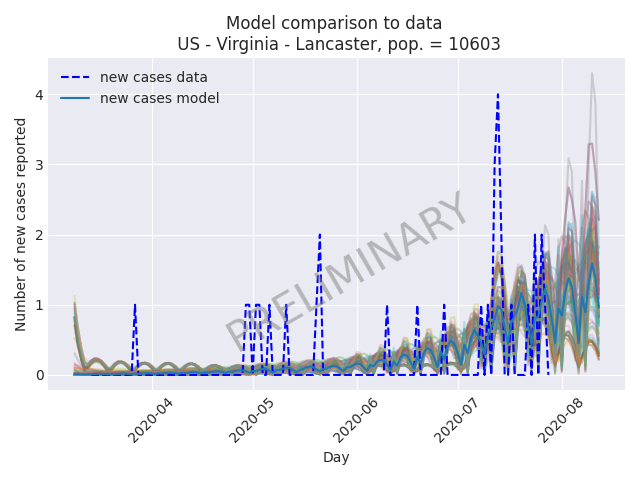 Model comparison to data
US - Virginia - Lancaster, pop. = 10603
new cases data
new cases model
Number of new cases reported
4
3
2
1
0
PRELIMINARY
2020-04
2020-05
2020-06
2020-07
2020-08
Day